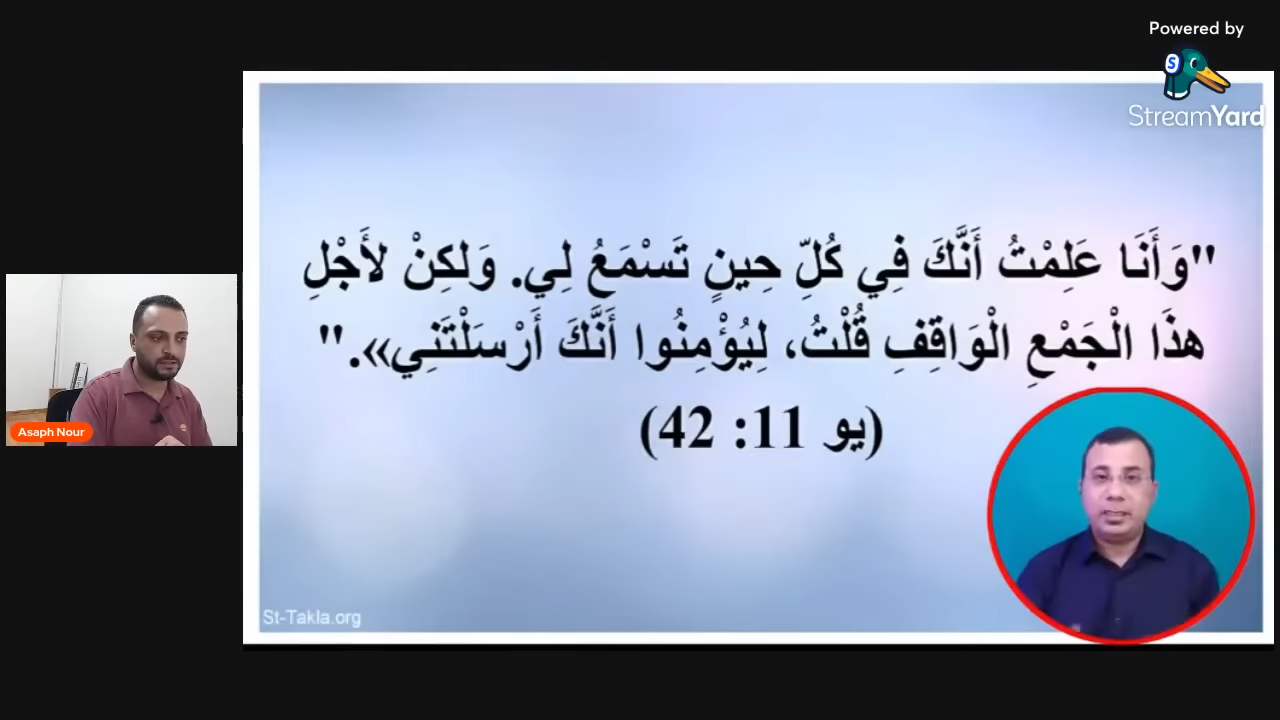 Powered by
StreamYard
"وَأَنَا عَلِمْتُ أَنَّكَ فِي كُلِّ حِينٍ تَسْمَعُ لِي. وَلكِنْ لأَجْلِ
هذَا الْجَمْعِ الْوَاقِفِ قُلْتُ، لِيُؤْمِنُوا أَنَّكَ أَرْسَلْتَنِي»."
(يو 11: 42)
Asaph Nour
St-Takla.org